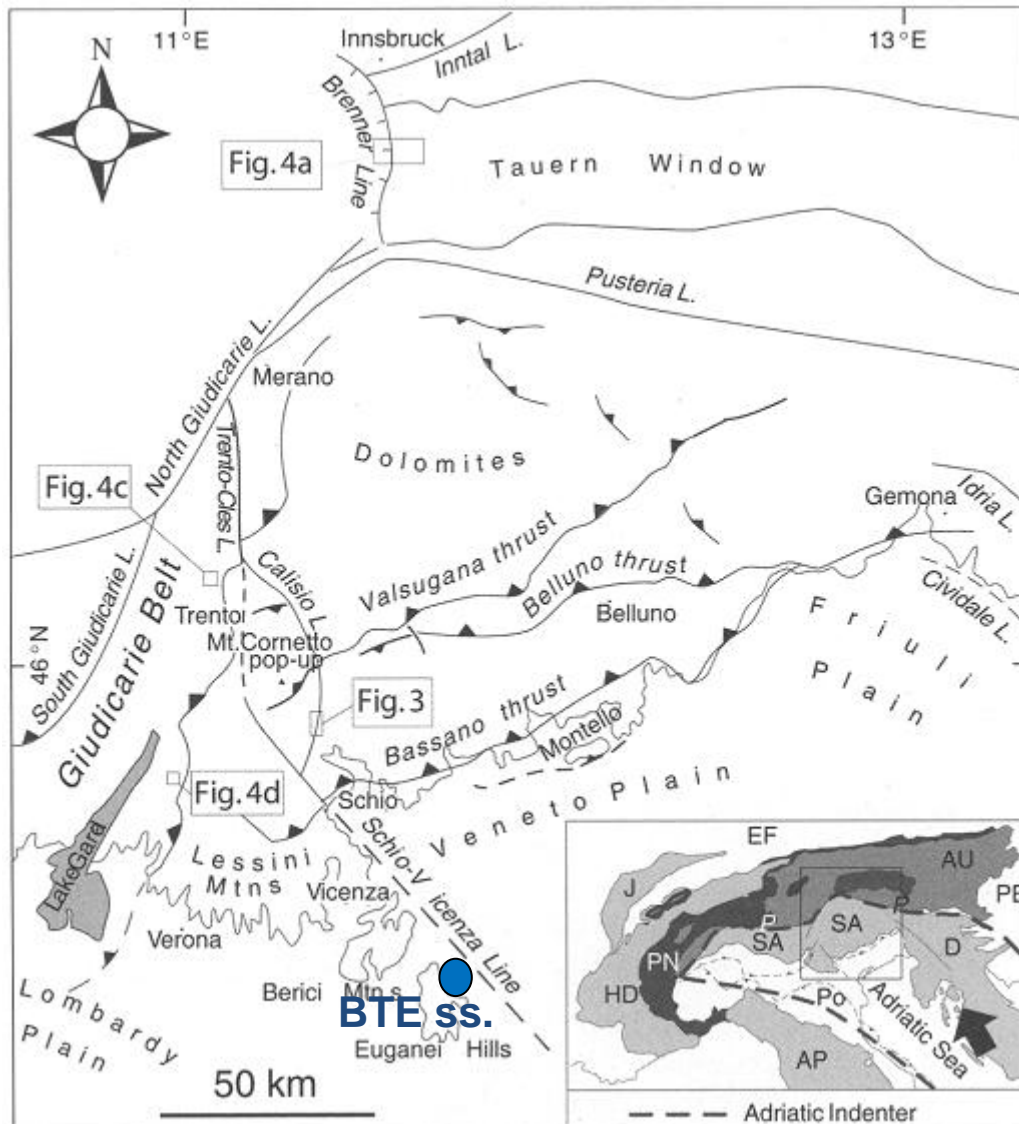 11°E
13°E
N
Innsbruck
Inntal L.
Brenner Line
Fig. 4a
Tauern Window
Pusteria L.
North Giudicarie L.
Merano
Trento-Cles L.
Dolomites
Fig. 4c
Gemona
Idria L.
Calisio L.
Valsugana thrust
Belluno thrust
Cividale L.
South Giudicarie L.
Giudicarie Belt
Trento
Belluno
Mt. Cornetto
pop-up
46°N
Friuli
Plain
Fig. 3
Bassano thrust
Montello
Fig. 4d
Schio
Veneto Plain
Lake Gard
Lessini
Mtns
Schio-Vicenza Line
Vicenza
Verona
Berici Mtn.s
BTE ss.
Euganei Hills
Lombardy
Plain
50 km
EF
J
AU
PB
P
P
SA
SA
D
PN
HD
Po
Adriatic Sea
AP
Adriatic Indenter